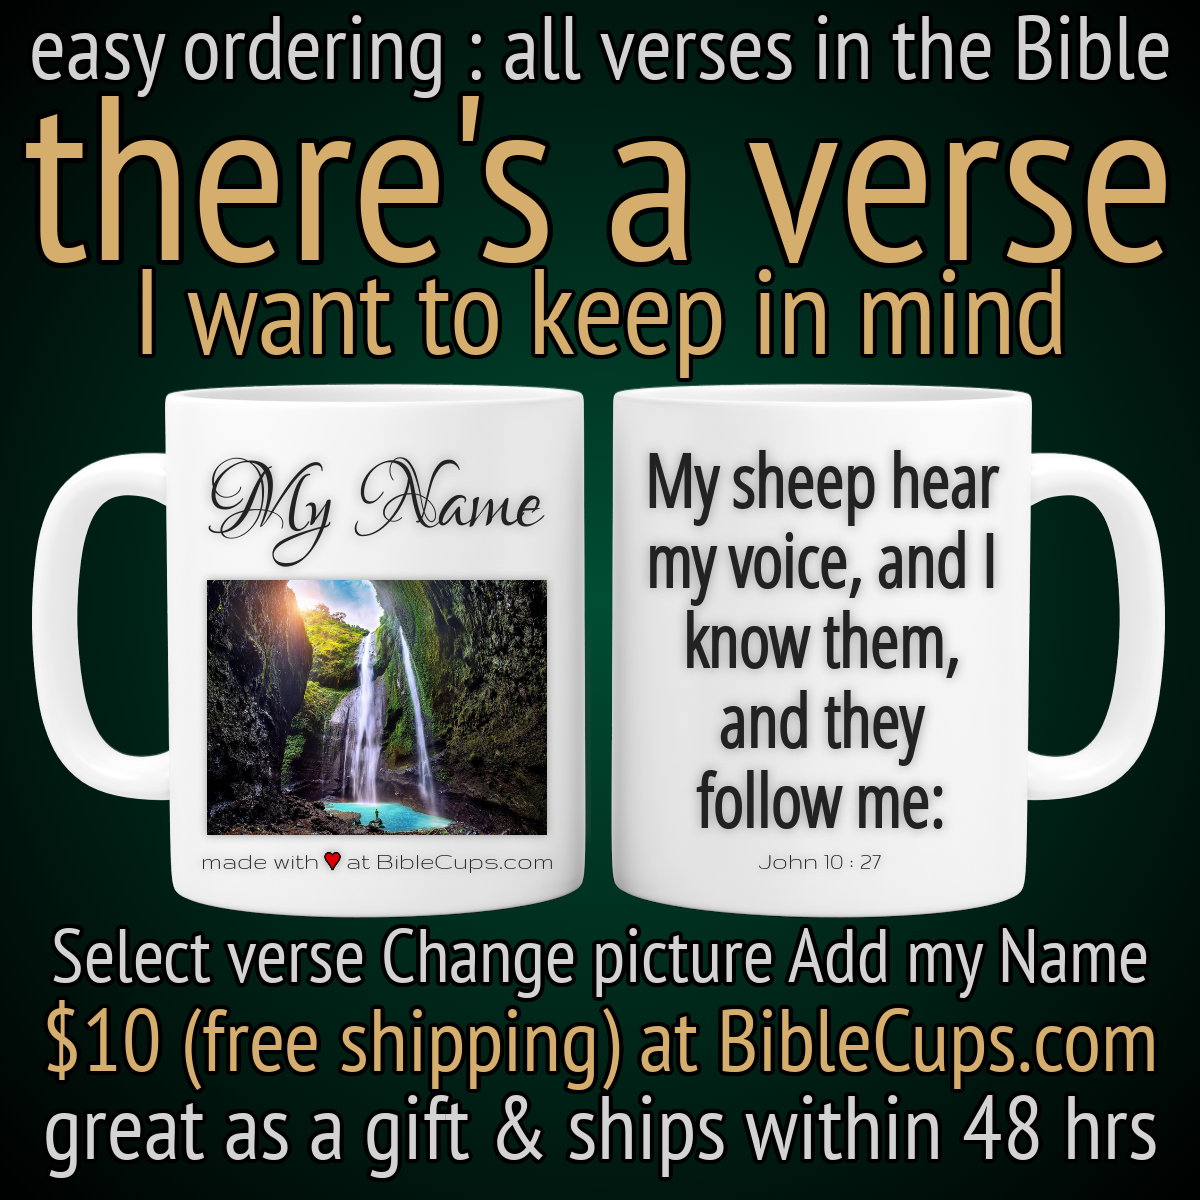 easy ordering : all verses in the Bible
there's a verse
I want to keep in mind
My Name
made with ❤ at BibleCups.com
My sheep hear
my voice, and I
know them,
and they
follow me:
John 10 : 27
Select verse Change picture Add my Name
$10 (free shipping) at BibleCups.com
great as a gift & ships within 48 hrs